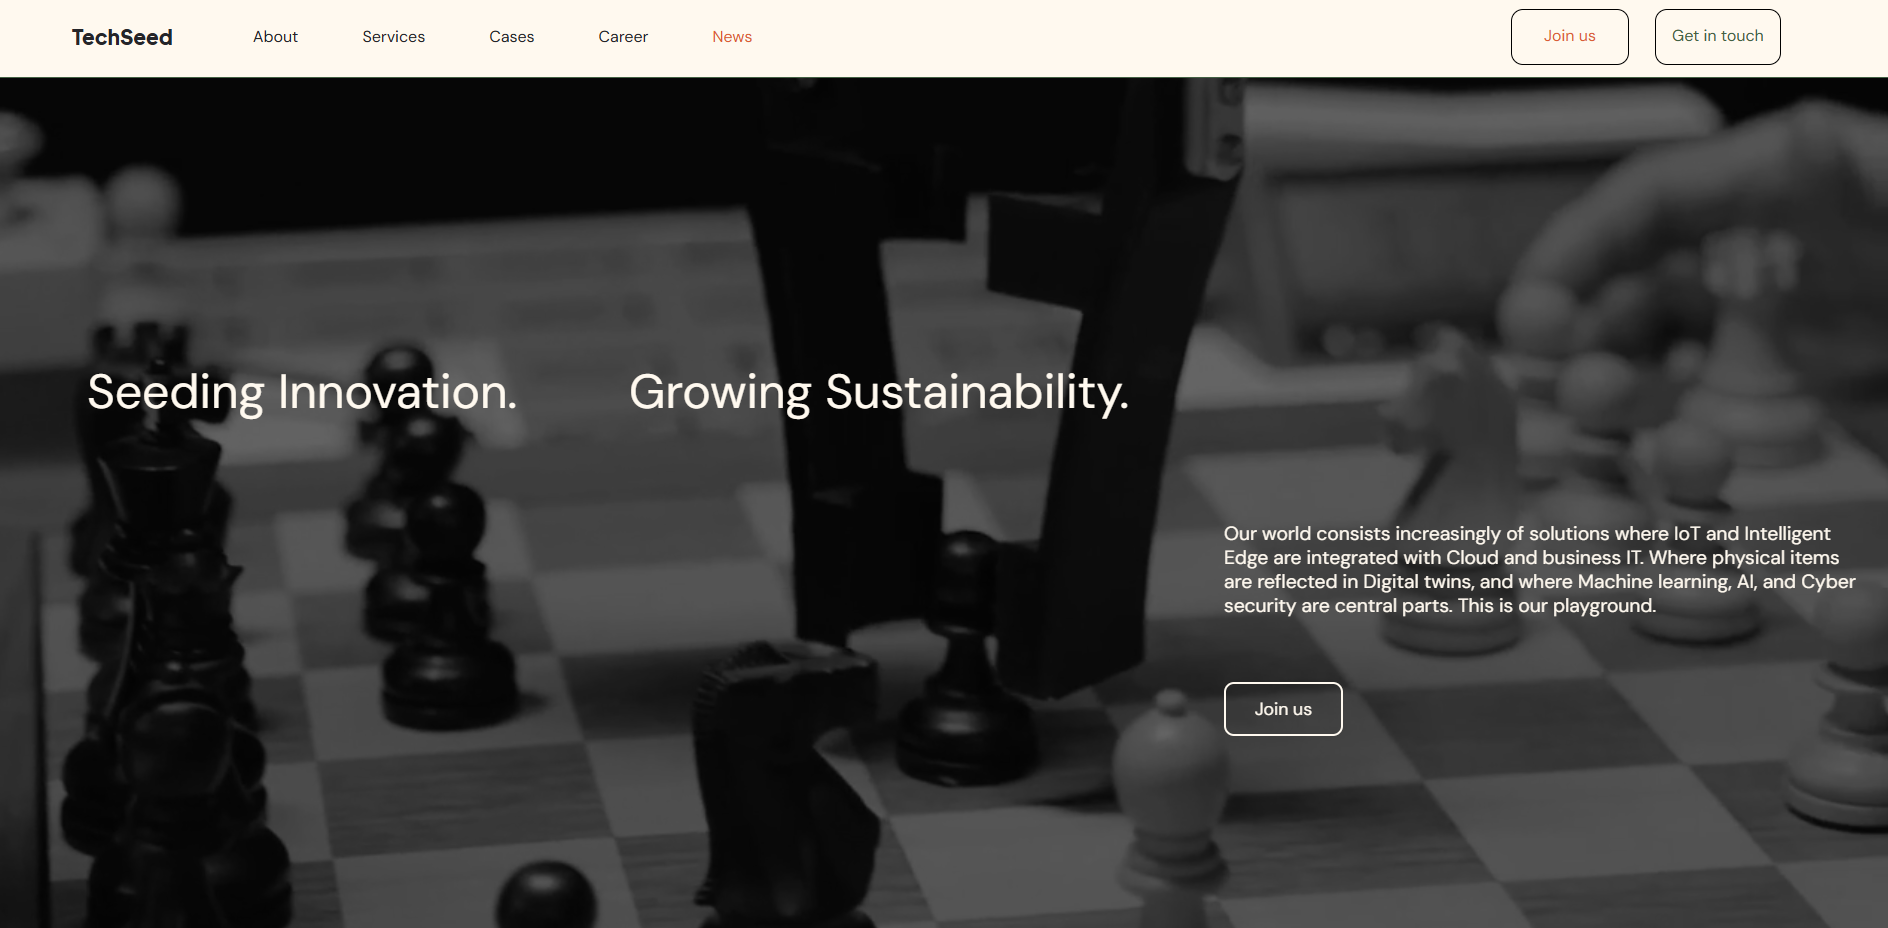 TechSeed
About
Services
Cases
Career
News
Join us
Get in touch
Seeding Innovation.
Growing Sustainability.
Our world consists increasingly of solutions where IoT and Intelligent
Edge are integrated with Cloud and business IT. Where physical items
are reflected in Digital twins, and where Machine learning, AI, and Cyber
security are central parts. This is our playground.
Join us